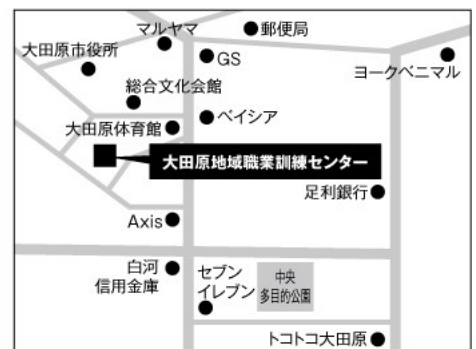 マルヤマ
郵便局
大田原市役所
GS
ヨークベニマル
総合文化会館
ベイシア
大田原体育館
大田原地域職業訓練センター
足利銀行
Axis
白河
信用金庫
セブン
イレブン
中央
多目的公園
トコトコ大田原